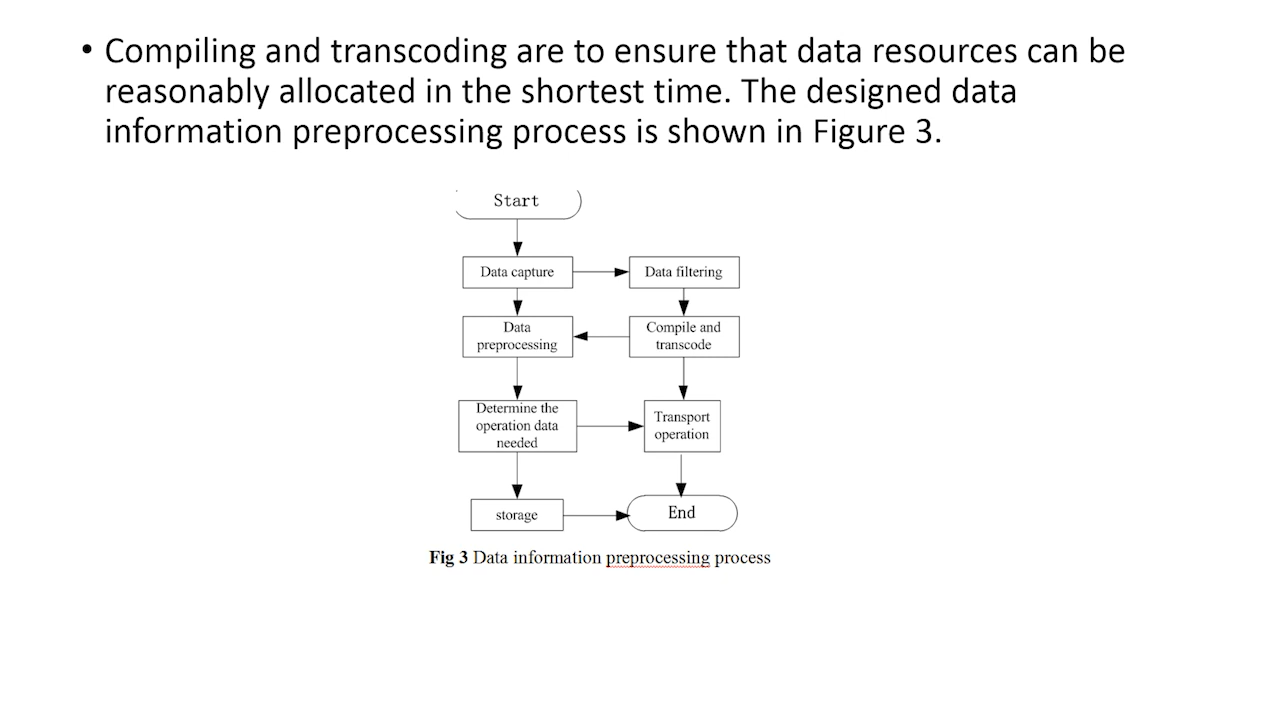 • Compiling and transcoding are to ensure that data resources can be
reasonably allocated in the shortest time. The designed data
information preprocessing process is shown in Figure 3.
Start
Data capture
Data filtering
Data
preprocessing
Compile and
transcode
Determine the
operation data
needed
Transport
operation
storage
End
Fig 3 Data information preprocessing process